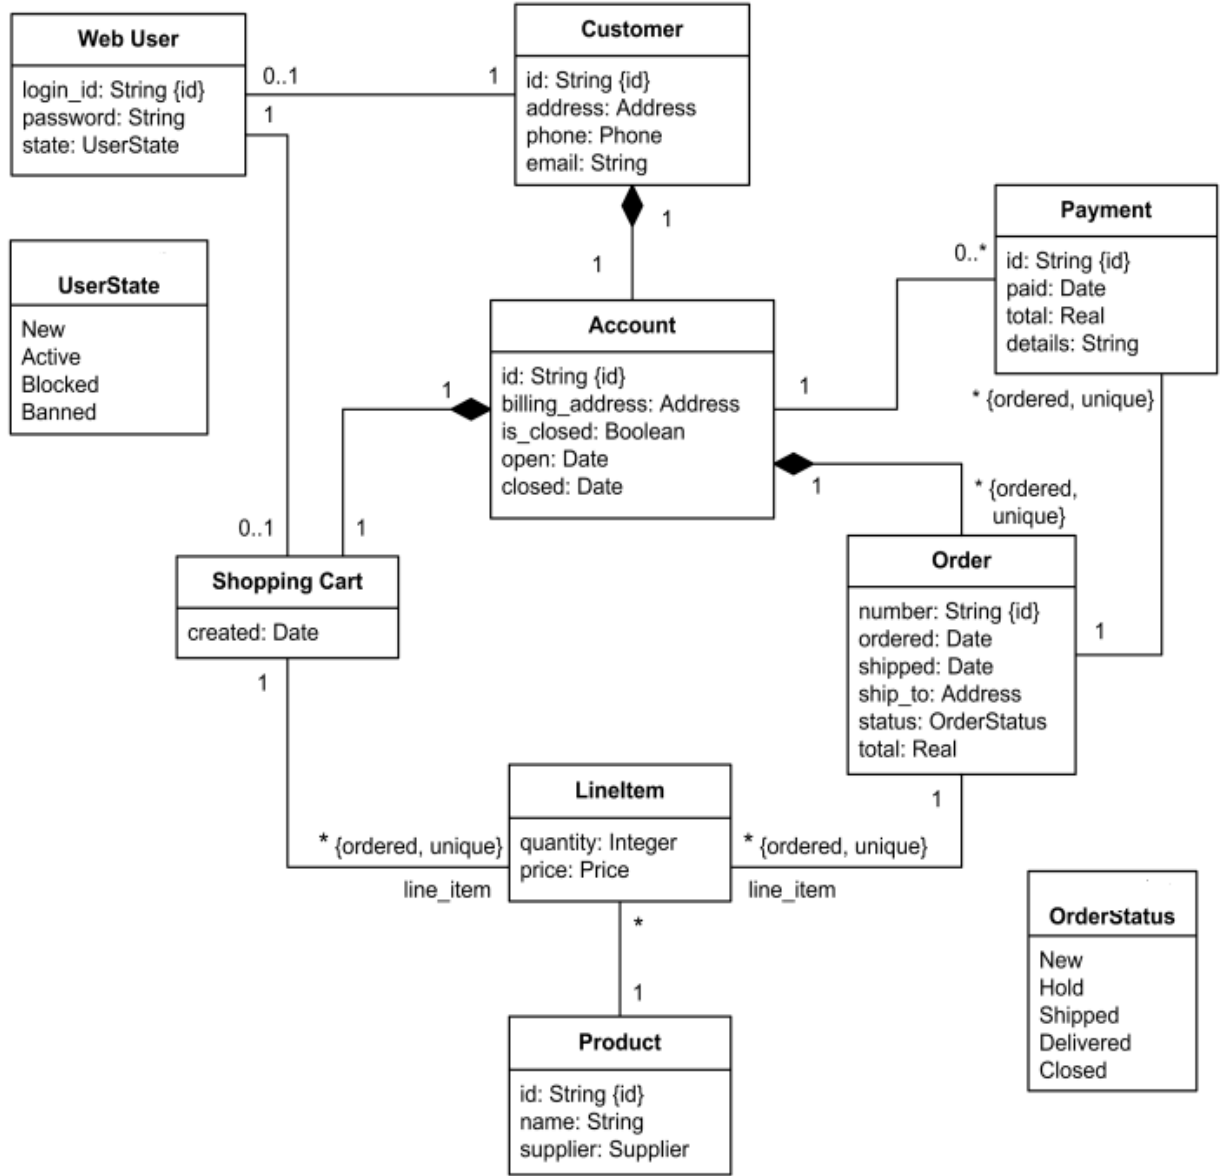 Web User
login_id: String {id}
password: String
state: UserState
0..1
1
1
Customer
id: String {id}
address: Address
phone: Phone
email: String
1
1
UserState
New
Active
Blocked
Banned
Payment
id: String {id}
paid: Date
total: Real
details: String
0..*
1
* {ordered, unique}
Account
id: String {id}
billing_address: Address
is_closed: Boolean
open: Date
closed: Date
1
1
* {ordered,
unique}
0..1
1
Shopping Cart
created: Date
1
Order
number: String {id}
ordered: Date
shipped: Date
ship_to: Address
status: OrderStatus
total: Real
1
1
LineItem
quantity: Integer
price: Price
* {ordered, unique}
line_item
* {ordered, unique}
line_item
*
1
Product
id: String {id}
name: String
supplier: Supplier
OrderStatus
New
Hold
Shipped
Delivered
Closed